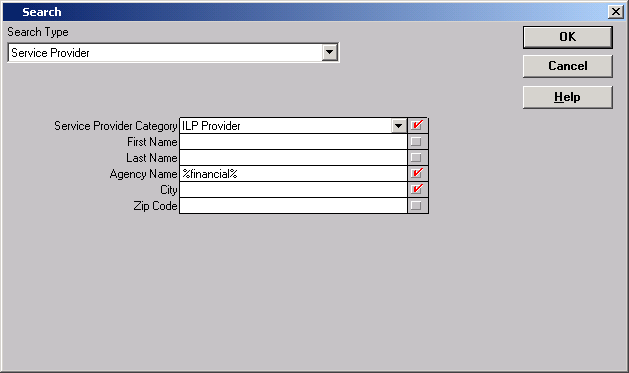 Search
Search Type
Service Provider
OK
Cancel
Help
Service Provider Category ILP Provider
First Name
Last Name
Agency Name %financial%
City
Zip Code